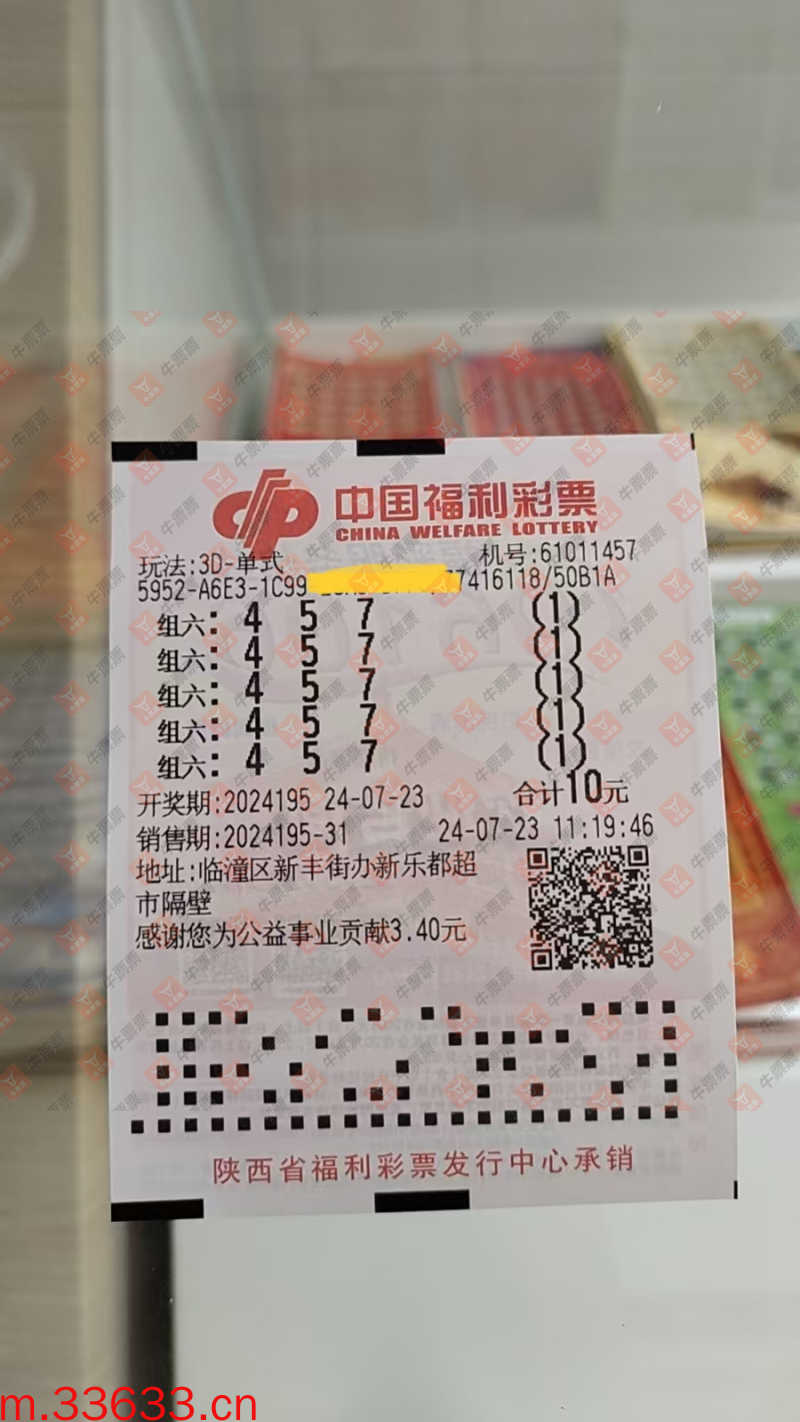 中国福利彩票
CHINA WELFARE LOTTERY
玩法:3D-单式 机号:61011457
5952-A6E3-1C99 77416118/50B1A
组六: 4 5 7 (1)
组六: 4 5 7 (1)
组六: 4 5 7 (1)
组六: 4 5 7 (1)
组六: 4 5 7 (1)
开奖期:2024195 24-07-23 合计10元
销售期:2024195-31 24-07-23 11:19:46
地址:临潼区新丰街办新乐都超
市隔壁
感谢您为公益事业贡献3.40元
陕西省福利彩票发行中心承销
牛票票
m.33633.cn